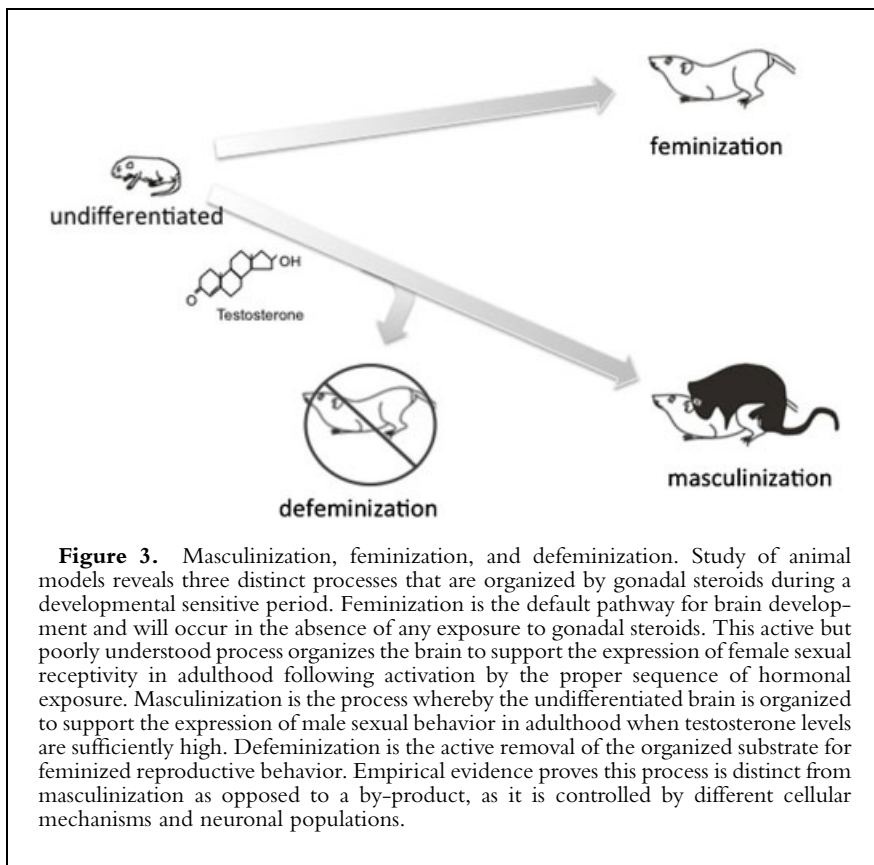 feminization
undifferentiated
OH
O
Testosterone
defeminization
masculinization
Figure 3. Masculinization, feminization, and defeminization. Study of animal
models reveals three distinct processes that are organized by gonadal steroids during a
developmental sensitive period. Feminization is the default pathway for brain develop-
ment and will occur in the absence of any exposure to gonadal steroids. This active but
poorly understood process organizes the brain to support the expression of female sexual
receptivity in adulthood following activation by the proper sequence of hormonal
exposure. Masculinization is the process whereby the undifferentiated brain is organized
to support the expression of male sexual behavior in adulthood when testosterone levels
are sufficiently high. Defeminization is the active removal of the organized substrate for
feminized reproductive behavior. Empirical evidence proves this process is distinct from
masculinization as opposed to a by-product, as it is controlled by different cellular
mechanisms and neuronal populations.